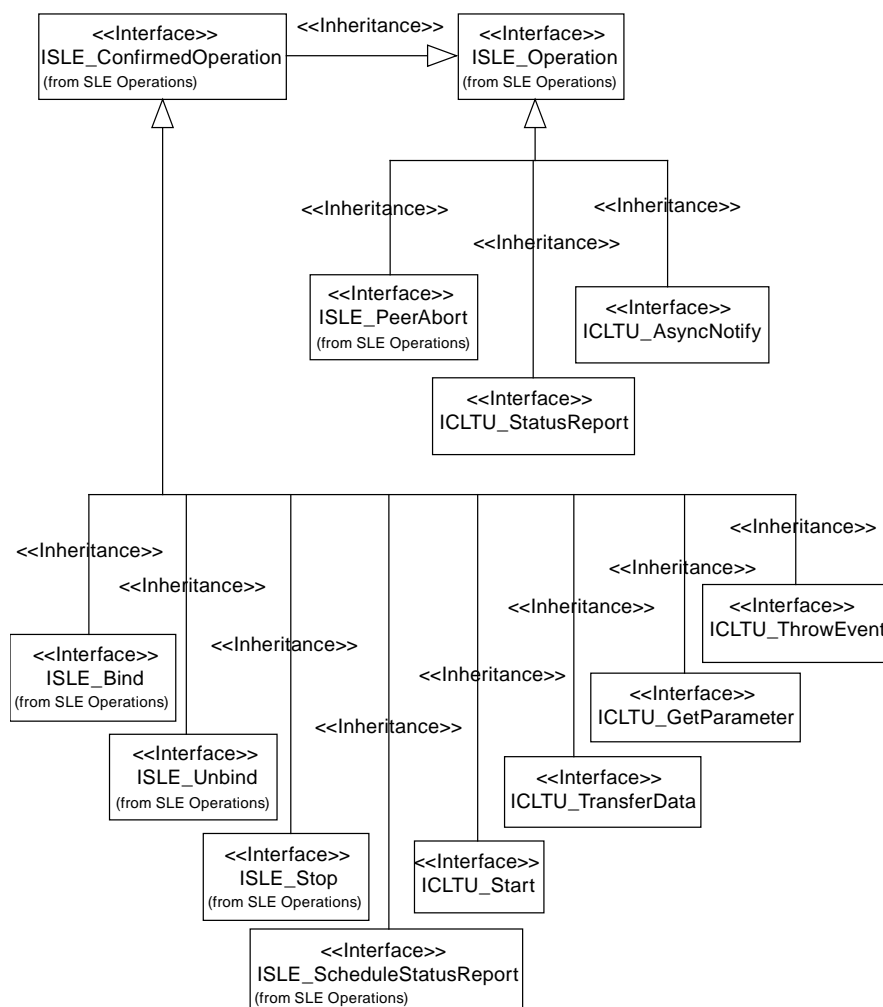 <<Interface>>
ISLE_ConfirmedOperation
(from SLE Operations)
<<Inheritance>>
<<Interface>>
ISLE_Operation
(from SLE Operations)
<<Inheritance>>
<<Inheritance>>
<<Inheritance>>
<<Interface>>
ISLE_PeerAbort
(from SLE Operations)
<<Interface>>
ICLTU_AsyncNotify
<<Interface>>
ICLTU_StatusReport
<<Inheritance>>
<<Inheritance>>
<<Inheritance>>
<<Inheritance>>
<<Inheritance>>
<<Inheritance>>
<<Inheritance>>
<<Inheritance>>
<<Interface>>
ICLTU_ThrowEvent
<<Interface>>
ISLE_Bind
(from SLE Operations)
<<Interface>>
ICLTU_GetParameter
<<Interface>>
ISLE_Unbind
(from SLE Operations)
<<Interface>>
ICLTU_TransferData
<<Interface>>
ISLE_Stop
(from SLE Operations)
<<Interface>>
ICLTU_Start
<<Interface>>
ISLE_ScheduleStatusReport
(from SLE Operations)